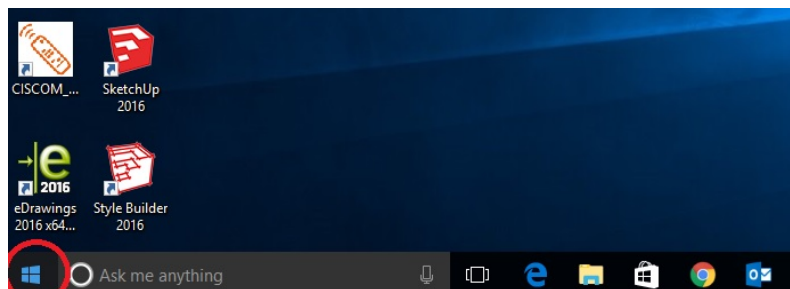 CISCOM_...
SketchUp
2016
2016
eDrawings
2016 x64...
Style Builder
2016
Ask me anything